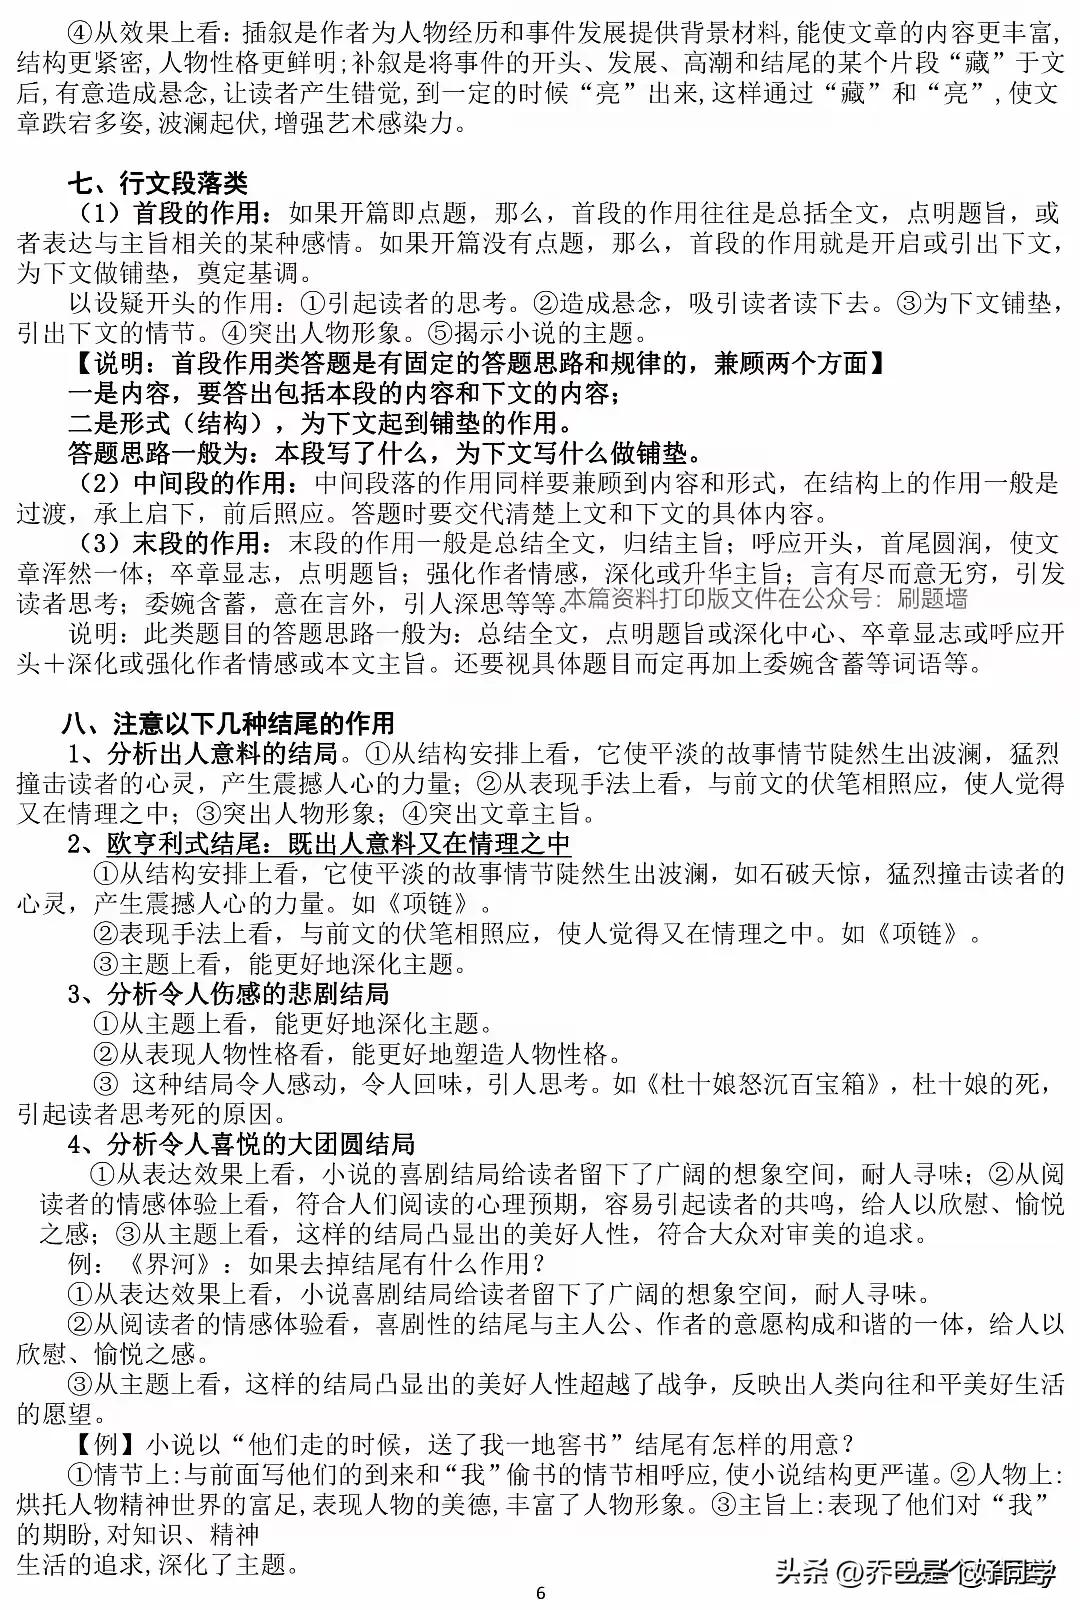 ④从效果上看：插叙是作者为人物经历和事件发展提供背景材料,能使文章的内容更丰富,
结构更紧密,人物性格更鲜明;补叙是将事件的开头、发展、高潮和结尾的某个片段“藏”于文
后,有意造成悬念,让读者产生错觉,到一定的时候“亮”出来,这样通过“藏”和“亮”,使文
章跌宕多姿,波澜起伏,增强艺术感染力。
七、行文段落类
（1）首段的作用：如果开篇即点题，那么，首段的作用往往是总括全文，点明题旨，或
者表达与主旨相关的某种感情。如果开篇没有点题，那么，首段的作用就是开启或引出下文，
为下文做铺垫，奠定基调。
以设疑开头的作用：①引起读者的思考。②造成悬念，吸引读者读下去。③为下文铺垫，
引出下文的情节。④突出人物形象。⑤揭示小说的主题。
【说明：首段作用类答题是有固定的答题思路和规律的，兼顾两个方面】
一是内容，要答出包括本段的内容和下文的内容；
二是形式（结构），为下文起到铺垫的作用。
答题思路一般为：本段写了什么，为下文写什么做铺垫。
（2）中间段的作用：中间段落的作用同样要兼顾到内容和形式，在结构上的作用一般是
过渡，承上启下，前后照应。答题时要交代清楚上文和下文的具体内容。
（3）末段的作用：末段的作用一般是总结全文，归结主旨；呼应开头，首尾圆润，使文
章浑然一体；卒章显志，点明题旨；强化作者情感，深化或升华主旨；言有尽而意无穷，引发
读者思考；委婉含蓄，意在言外，引人深思等等。本篇资料打印版文件在公众号：刷题墙
说明：此类题目的答题思路一般为：总结全文，点明题旨或深化中心、卒章显志或呼应开
头＋深化或强化作者情感或本文主旨。还要视具体题目而定再加上委婉含蓄等词语等。
八、注意以下几种结尾的作用
1、分析出人意料的结局。①从结构安排上看，它使平淡的故事情节陡然生出波澜，猛烈
撞击读者的心灵，产生震撼人心的力量；②从表现手法上看，与前文的伏笔相照应，使人觉得
又在情理之中；③突出人物形象；④突出文章主旨。
2、欧亨利式结尾：既出人意料又在情理之中
①从结构安排上看，它使平淡的故事情节陡然生出波澜，如石破天惊，猛烈撞击读者的
心灵，产生震撼人心的力量。如《项链》。
②表现手法上看，与前文的伏笔相照应，使人觉得又在情理之中。如《项链》。
③主题上看，能更好地深化主题。
3、分析令人伤感的悲剧结局
①从主题上看，能更好地深化主题。
②从表现人物性格看，能更好地塑造人物性格。
③ 这种结局令人感动，令人回味，引人思考。如《杜十娘怒沉百宝箱》，杜十娘的死，
引起读者思考死的原因。
4、分析令人喜悦的大团圆结局
①从表达效果上看，小说的喜剧结局给读者留下了广阔的想象空间，耐人寻味；②从阅
读者的情感体验上看，符合人们阅读的心理预期，容易引起读者的共鸣，给人以欣慰、愉悦
之感；③从主题上看，这样的结局凸显出的美好人性，符合大众对审美的追求。
例：《界河》：如果去掉结尾有什么作用？
①从表达效果上看，小说喜剧结局给读者留下了广阔的想象空间，耐人寻味。
②从阅读者的情感体验看，喜剧性的结尾与主人公、作者的意愿构成和谐的一体，给人以
欣慰、愉悦之感。
③从主题上看，这样的结局凸显出的美好人性超越了战争，反映出人类向往和平美好生活
的愿望。
【例】小说以“他们走的时候，送了我一地窖书”结尾有怎样的用意？
①情节上:与前面写他们的到来和“我”偷书的情节相呼应,使小说结构更严谨。②人物上:
烘托人物精神世界的富足,表现人物的美德,丰富了人物形象。③主旨上:表现了他们对“我”
的期盼,对知识、精神
生活的追求,深化了主题。
头条 @乔巴是个好同学
6